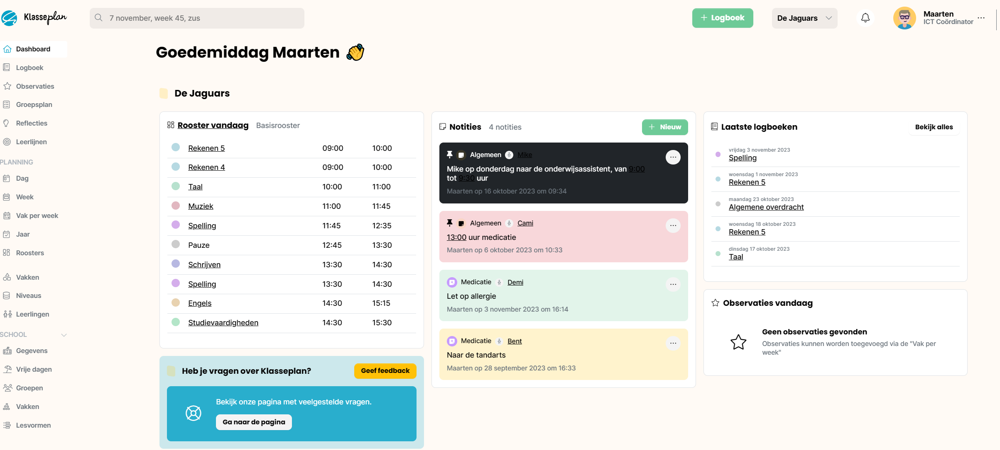 Klasseplan
7 november, week 45, zus
Logboek
De Jaguars
Maarten
ICT Coördinator
Dashboard
Logboek
Observaties
Groepsplan
Reflecties
Leerlijnen
PLANNING
Dag
Week
Vak per week
Jaar
Roosters
Vakken
Niveaus
Leerlingen
SCHOOL
Gegevens
Vrije dagen
Groepen
Vakken
Lesvormen
Goedemiddag Maarten
De Jaguars
Rooster vandaag Basisrooster
Rekenen 5 09:00 10:00
Rekenen 4 09:00 10:00
Taal 10:00 11:00
Muziek 11:00 11:45
Spelling 11:45 12:35
Pauze 12:45 13:30
Schrijven 13:30 14:30
Spelling 13:30 14:30
Engels 14:30 15:15
Studievaardigheden 14:30 15:30
Heb je vragen over Klasseplan? Geef feedback
Bekijk onze pagina met veelgestelde vragen.
Ga naar de pagina
Notities 4 notities Nieuw
Algemeen Mike
Mike op donderdag naar de onderwijsassistent, van 9:00
tot 9:30 uur
Maarten op 16 oktober 2023 om 09:34
Algemeen Cami
13:00 uur medicatie
Maarten op 6 oktober 2023 om 10:33
Medicatie Demi
Let op allergie
Maarten op 3 november 2023 om 16:14
Medicatie Bent
Naar de tandarts
Maarten op 28 september 2023 om 16:33
Laatste logboeken Bekijk alles
vrijdag 3 november 2023
Spelling
woensdag 1 november 2023
Rekenen 5
maandag 23 oktober 2023
Algemene overdracht
woensdag 18 oktober 2023
Rekenen 5
dinsdag 17 oktober 2023
Taal
Observaties vandaag
Geen observaties gevonden
Observaties kunnen worden toegevoegd via de "Vak per
week"